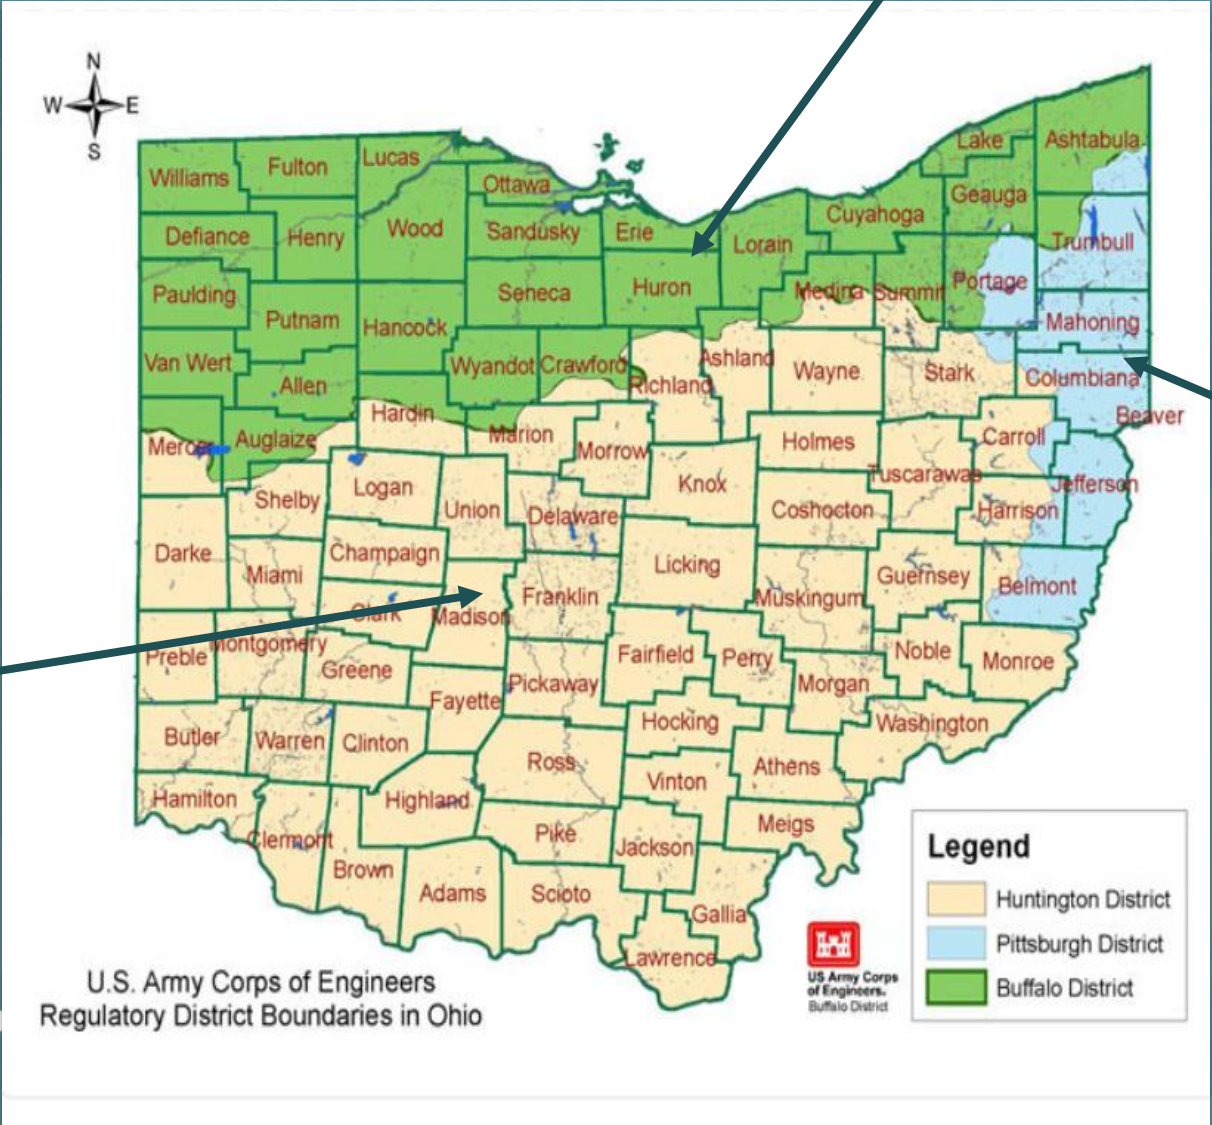 N
W E
S
Williams
Fulton
Lucas
Ottawa
Lake
Ashtabula
Geauga
Defiance
Henry
Wood
Sandusky
Erie
Lorain
Cuyahoga
Trumbull
Paulding
Putnam
Hancock
Seneca
Huron
Medina
Summit
Portage
Mahoning
Van Wert
Allen
Wyandot
Crawford
Richland
Ashland
Wayne
Stark
Columbiana
Beaver
Mercer
Auglaize
Hardin
Marion
Morrow
Holmes
Carroll
Tuscarawas
Jefferson
Shelby
Logan
Union
Delaware
Knox
Coshocton
Harrison
Darke
Miami
Champaign
Licking
Guernsey
Belmont
Clark
Madison
Franklin
Muskingum
Preble
Montgomery
Greene
Fairfield
Perry
Noble
Monroe
Fayette
Pickaway
Morgan
Butler
Warren
Clinton
Hocking
Washington
Ross
Vinton
Athens
Hamilton
Highland
Clermont
Pike
Jackson
Meigs
Brown
Adams
Scioto
Gallia
Lawrence
Legend
Huntington District
Pittsburgh District
Buffalo District
US Army Corps
of Engineers.
Buffalo District
U.S. Army Corps of Engineers
Regulatory District Boundaries in Ohio